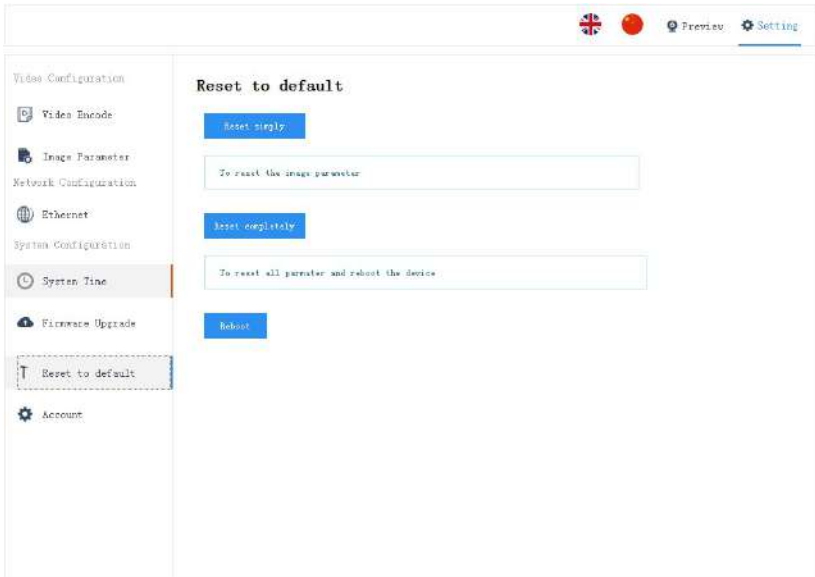 Preview
Setting
Video Configuration
Video Encode
Image Parameter
Network Configuration
Ethernet
System Configuration
System Time
Firmware Upgrade
Reset to default
Account
Reset to default
Reset simply
To reset the image parameter
Reset completely
To reset all parmater and reboot the device
Reboot